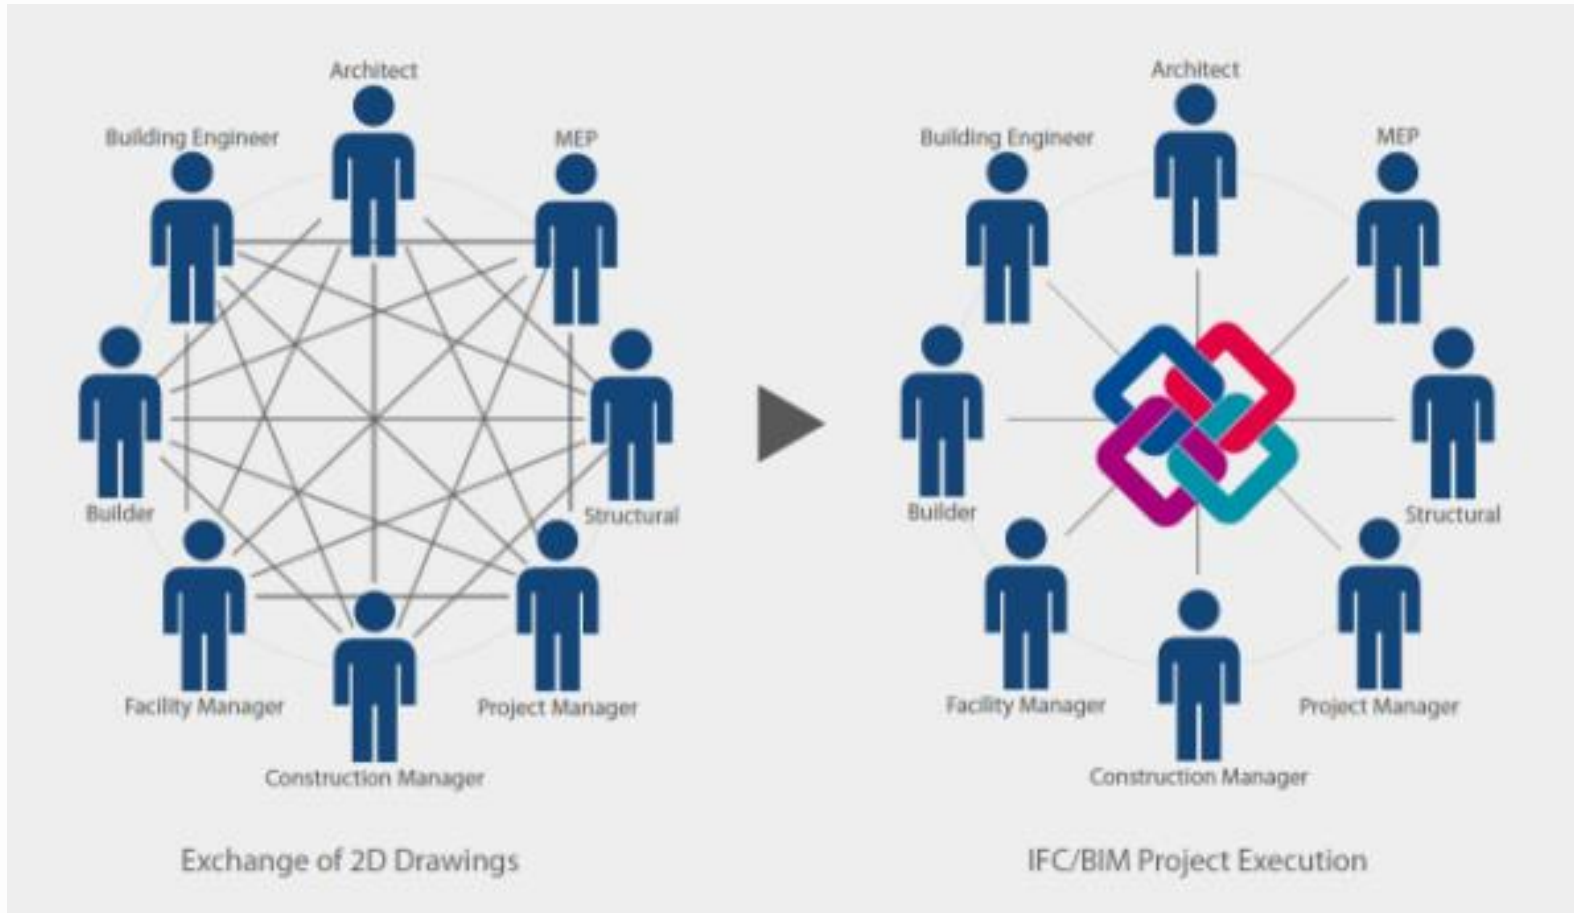 Architect
Building Engineer
MEP
Builder
Structural
Facility Manager
Project Manager
Construction Manager
Exchange of 2D Drawings
Architect
Building Engineer
MEP
Builder
Structural
Facility Manager
Project Manager
Construction Manager
IFC/BIM Project Execution